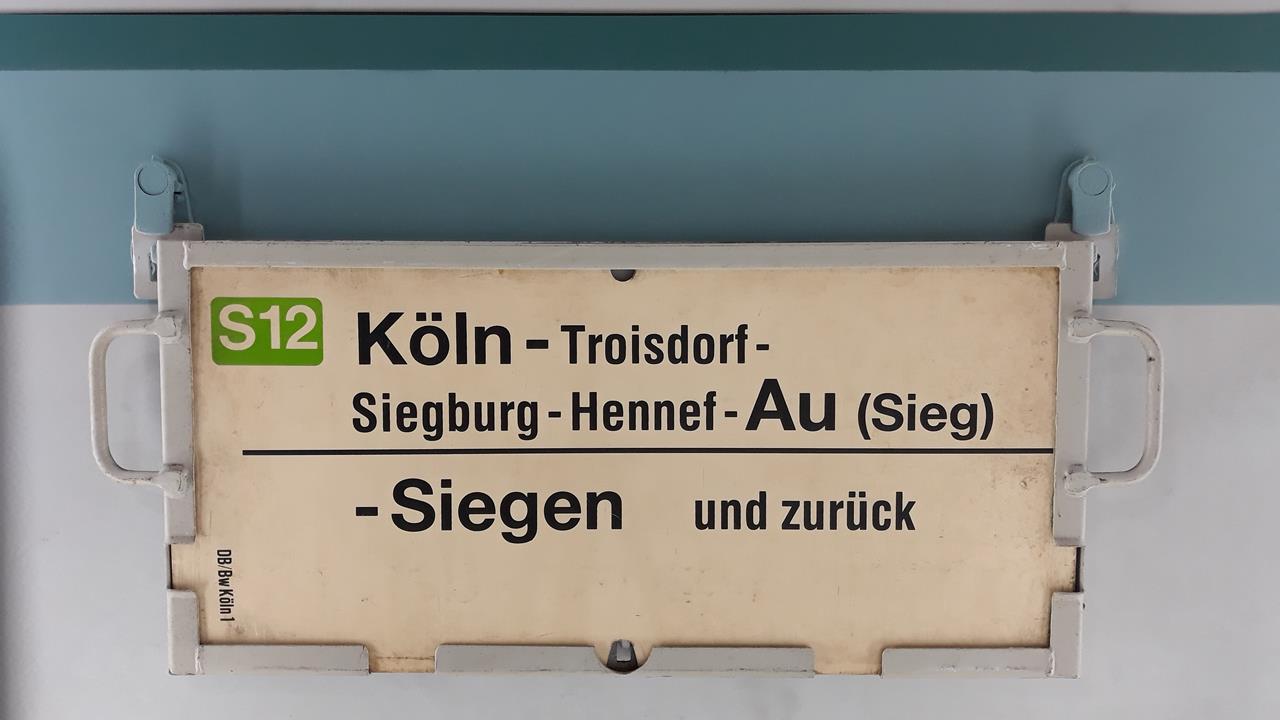 S12
Köln - Troisdorf -
Siegburg - Hennef - Au (Sieg)
- Siegen und zurück
DB/Bw Köln 1